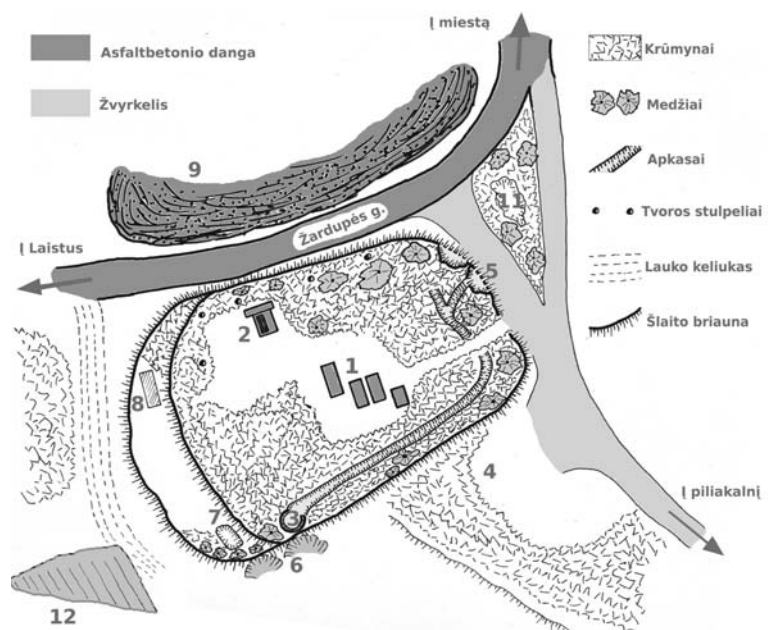 Asfaltbetonio danga
Žvyrkelis
Į miestą
Krūmynai
Medžiai
Apkasai
Tvoros stulpeliai
Lauko keliukas
Šlaito briauna
9
11
Žardupės g.
Į Laistus
5
2
1
8
4
Į piliakalnį
7
3
6
12